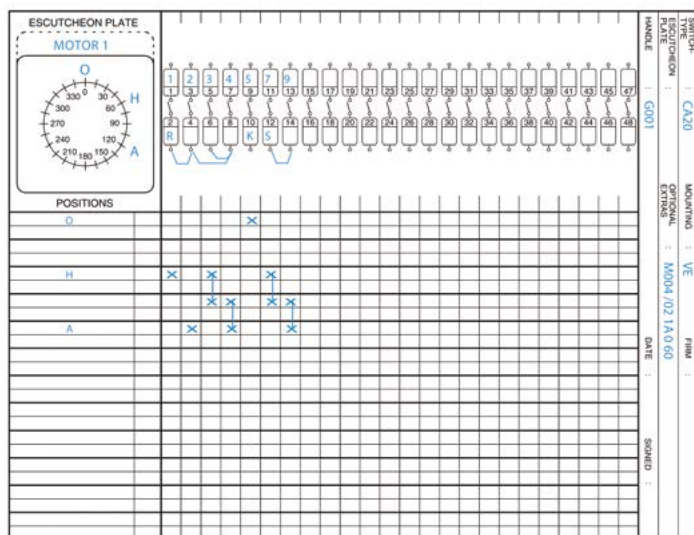 ESCUTCHEON PLATE
MOTOR 1
O
H
A
0
30
60
90
120
150
180
210
240
270
300
330
1 2 3 4 5 7 9
1 3 5 7 9 11 13 15 17 19 21 23 25 27 29 31 33 35 37 39 41 43 45 47
2 4 6 8 10 12 14 16 18 20 22 24 26 28 30 32 34 36 38 40 42 44 46 48
R K S
POSITIONS
O
H
A
SWITCH-TYPE : CA20 MOUNTING : VE FIRM :
ESCUTCHEON PLATE : OPTIONAL EXTRAS : M004 /02 1A 0 60
HANDLE : G001 DATE : SIGNED :